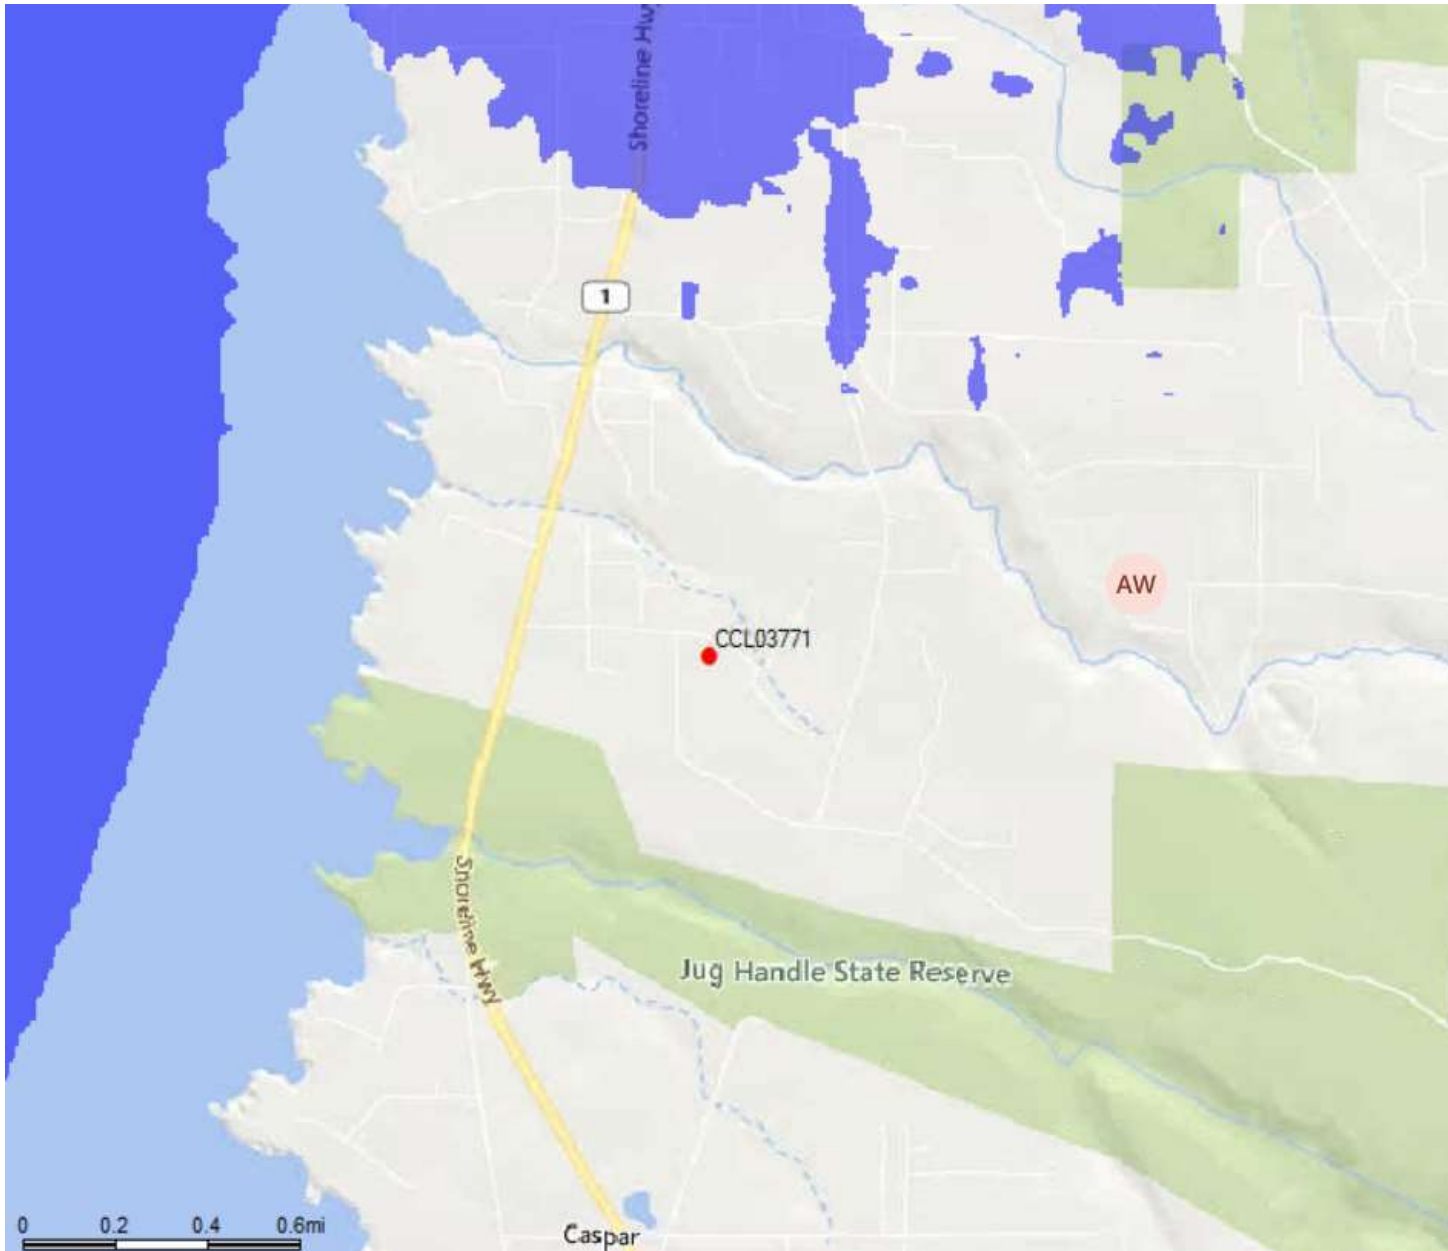 Shoreline Hwy
1
AW
CCL03771
Shoreline Hwy
Jug Handle State Reserve
0 0.2 0.4 0.6mi
Caspar